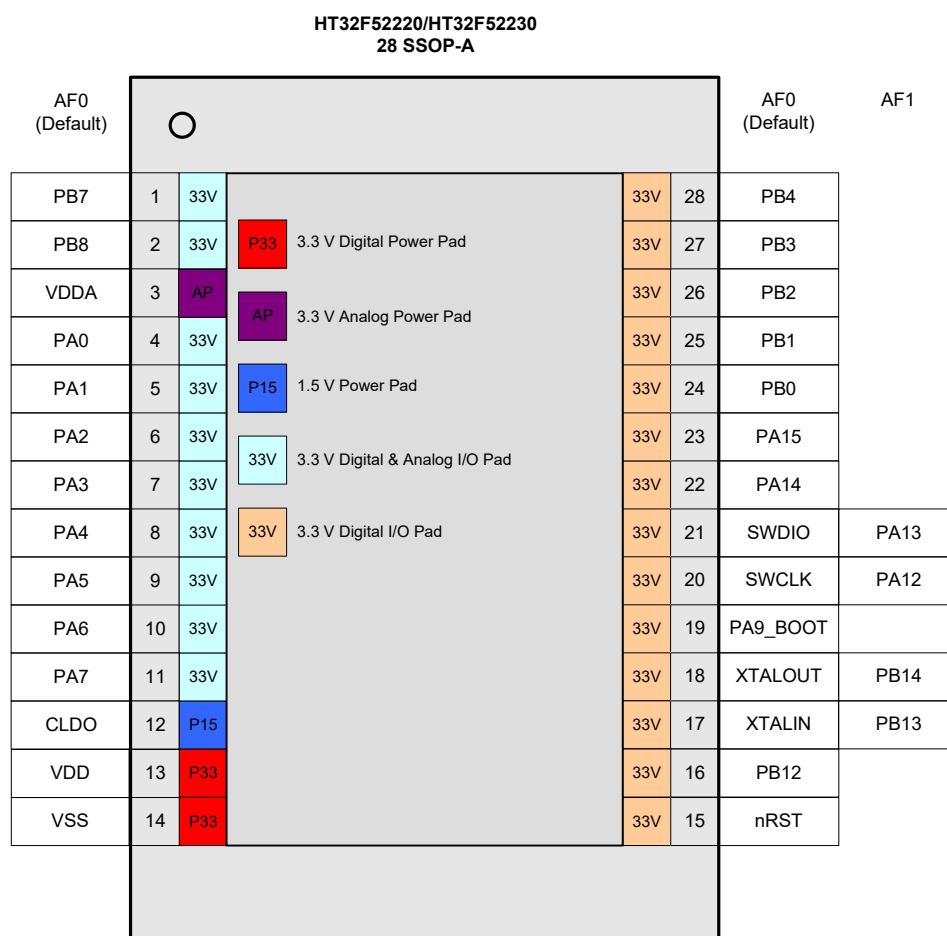 HT32F52220/HT32F52230
28 SSOP-A
AF0
(Default)
AF0
(Default)
AF1
PB7 1 33V 33V 28 PB4
PB8 2 33V 33V 27 PB3
VDDA 3 AP 33V 26 PB2
PA0 4 33V 33V 25 PB1
PA1 5 33V 33V 24 PB0
PA2 6 33V 33V 23 PA15
PA3 7 33V 33V 22 PA14
PA4 8 33V 33V 21 SWDIO PA13
PA5 9 33V 33V 20 SWCLK PA12
PA6 10 33V 33V 19 PA9_BOOT
PA7 11 33V 33V 18 XTALOUT PB14
CLDO 12 P15 33V 17 XTALIN PB13
VDD 13 P33 33V 16 PB12
VSS 14 P33 33V 15 nRST
P33 3.3 V Digital Power Pad
AP 3.3 V Analog Power Pad
P15 1.5 V Power Pad
33V 3.3 V Digital & Analog I/O Pad
33V 3.3 V Digital I/O Pad